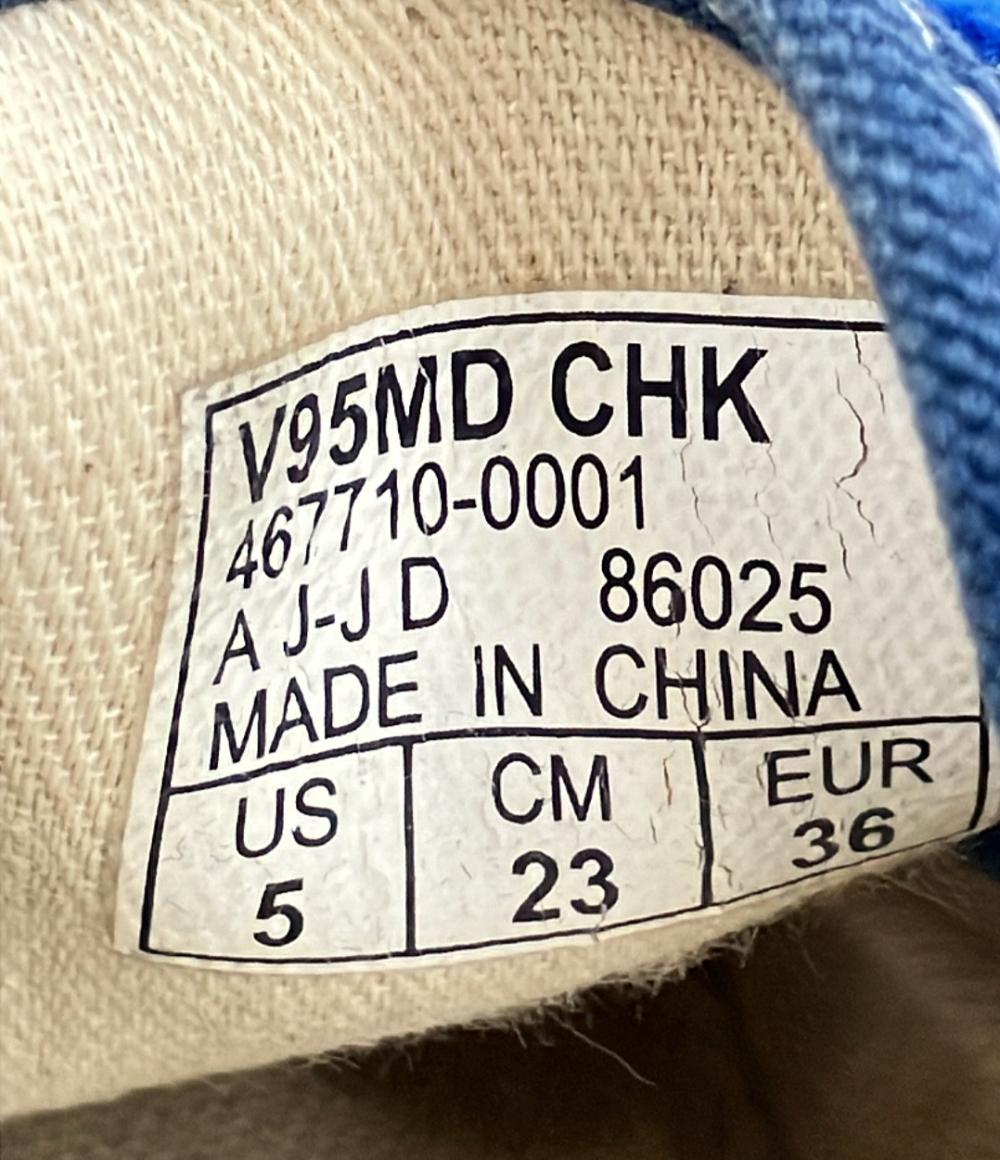 V95MD CHK
467710-0001
A J-J D 86025
MADE IN CHINA
US CM EUR
5 23 36